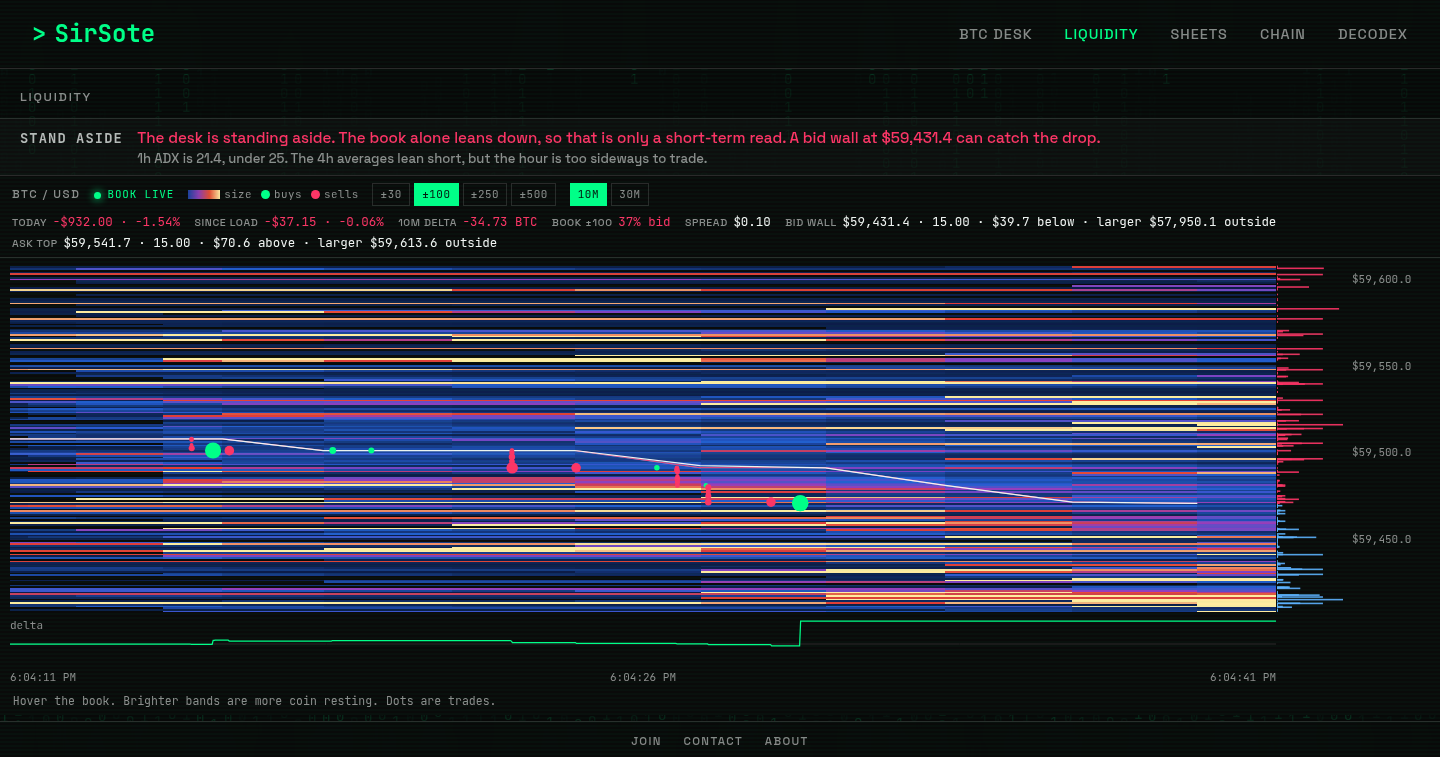 > SirSote
BTC DESK LIQUIDITY SHEETS CHAIN DECODEX
LIQUIDITY
STAND ASIDE The desk is standing aside. The book alone leans down, so that is only a short-term read. A bid wall at $59,431.4 can catch the drop.
1h ADX is 21.4, under 25. The 4h averages lean short, but the hour is too sideways to trade.
BTC / USD BOOK LIVE size buys sells ±30 ±100 ±250 ±500 10M 30M
TODAY -$932.00 · -1.54% SINCE LOAD -$37.15 · -0.06% 10M DELTA -34.73 BTC BOOK ±100 37% bid SPREAD $0.10 BID WALL $59,431.4 · 15.00 · $39.7 below · larger $57,950.1 outside
ASK TOP $59,541.7 · 15.00 · $70.6 above · larger $59,613.6 outside
$59,600.0
$59,550.0
$59,500.0
$59,450.0
delta
6:04:11 PM 6:04:26 PM 6:04:41 PM
Hover the book. Brighter bands are more coin resting. Dots are trades.
JOIN CONTACT ABOUT